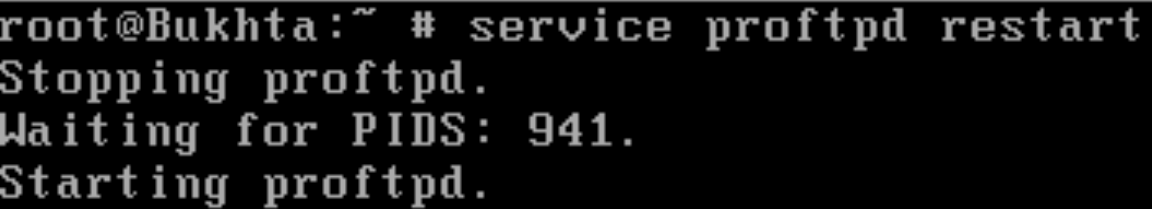 root@Bukhta:~ # service proftpd restart
Stopping proftpd.
Waiting for PIDS: 941.
Starting proftpd.